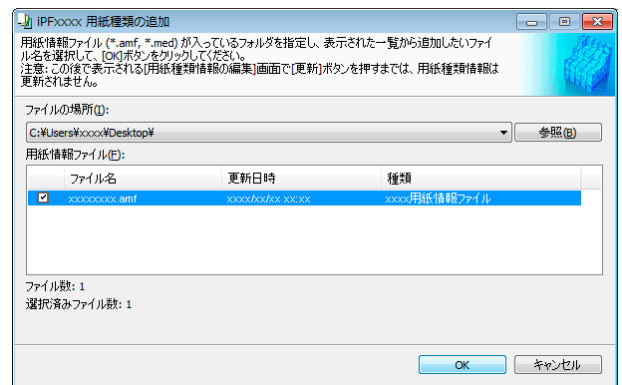 iPFxxxx 用紙種類の追加
用紙情報ファイル (*.amf, *.med) が入っているフォルダを指定し、表示された一覧から追加したいファイ
ル名を選択して、[OK]ボタンをクリックしてください。
注意: この後で表示される[用紙種類情報の編集]画面で[更新]ボタンを押すまでは、用紙種類情報は
更新されません。
ファイルの場所(I):
C:¥Users¥xxxx¥Desktop¥
参照(B)
用紙情報ファイル(F):
ファイル名 更新日時 種類
xxxxxxxx.amf xxxx/xx/xx xx:xx xxxx用紙情報ファイル
ファイル数: 1
選択済みファイル数: 1
OK キャンセル